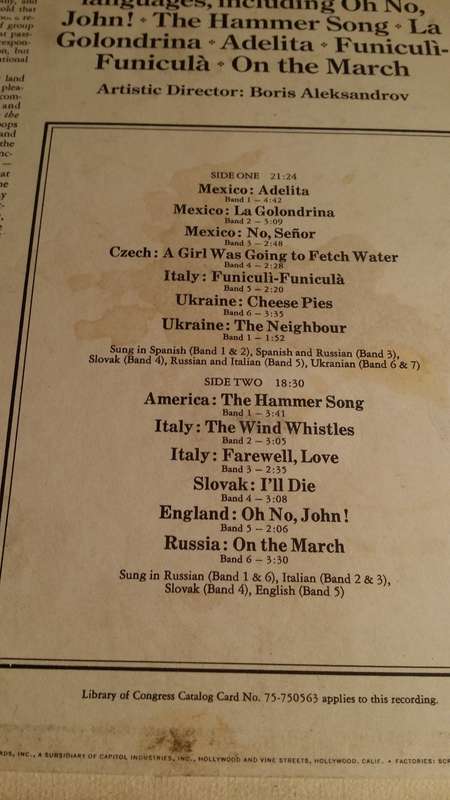 languages, including Oh No,
John! ❖ The Hammer Song ❖ La
Golondrina ❖ Adelita ❖ Funiculì-
Funiculà ❖ On the March
Artistic Director: Boris Aleksandrov
SIDE ONE 21:24
Mexico: Adelita
Band 1 — 4:42
Mexico: La Golondrina
Band 2 — 3:09
Mexico: No, Señor
Band 3 — 2:48
Czech: A Girl Was Going to Fetch Water
Band 4 — 2:28
Italy: Funiculì-Funiculà
Band 5 — 2:20
Ukraine: Cheese Pies
Band 6 — 3:35
Ukraine: The Neighbour
Band 1 — 1:52
Sung in Spanish (Band 1 & 2), Spanish and Russian (Band 3),
Slovak (Band 4), Russian and Italian (Band 5), Ukranian (Band 6 & 7)
SIDE TWO 18:30
America: The Hammer Song
Band 1 — 3:41
Italy: The Wind Whistles
Band 2 — 3:05
Italy: Farewell, Love
Band 3 — 2:35
Slovak: I'll Die
Band 4 — 3:08
England: Oh No, John!
Band 5 — 2:06
Russia: On the March
Band 6 — 3:30
Sung in Russian (Band 1 & 6), Italian (Band 2 & 3),
Slovak (Band 4), English (Band 5)
Library of Congress Catalog Card No. 75-750563 applies to this recording.
RDS, INC., A SUBSIDIARY OF CAPITOL INDUSTRIES, INC., HOLLYWOOD AND VINE STREETS, HOLLYWOOD, CALIF. • FACTORIES: SCR